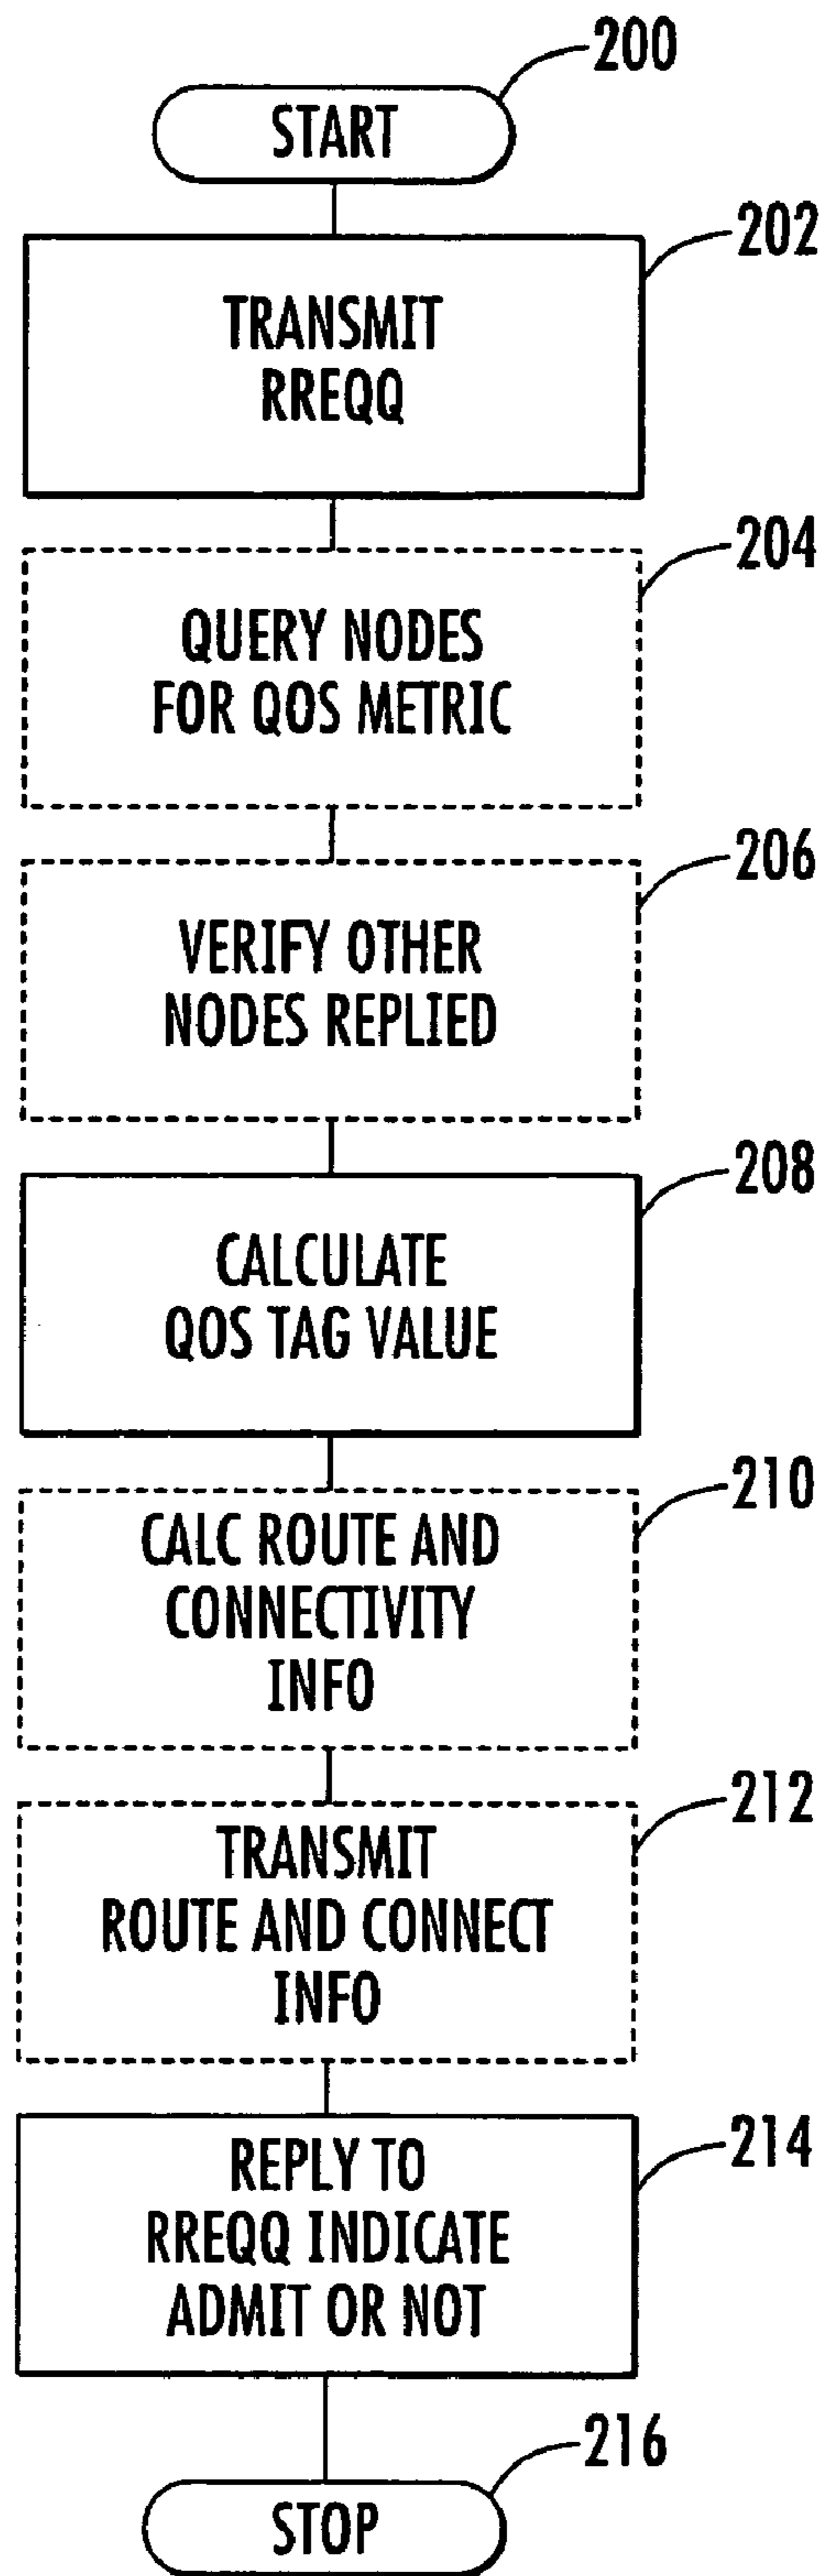 200
START
202
TRANSMIT
RREQQ
204
QUERY NODES
FOR QOS METRIC
206
VERIFY OTHER
NODES REPLIED
208
CALCULATE
QOS TAG VALUE
210
CALC ROUTE AND
CONNECTIVITY
INFO
212
TRANSMIT
ROUTE AND CONNECT
INFO
214
REPLY TO
RREQQ INDICATE
ADMIT OR NOT
216
STOP